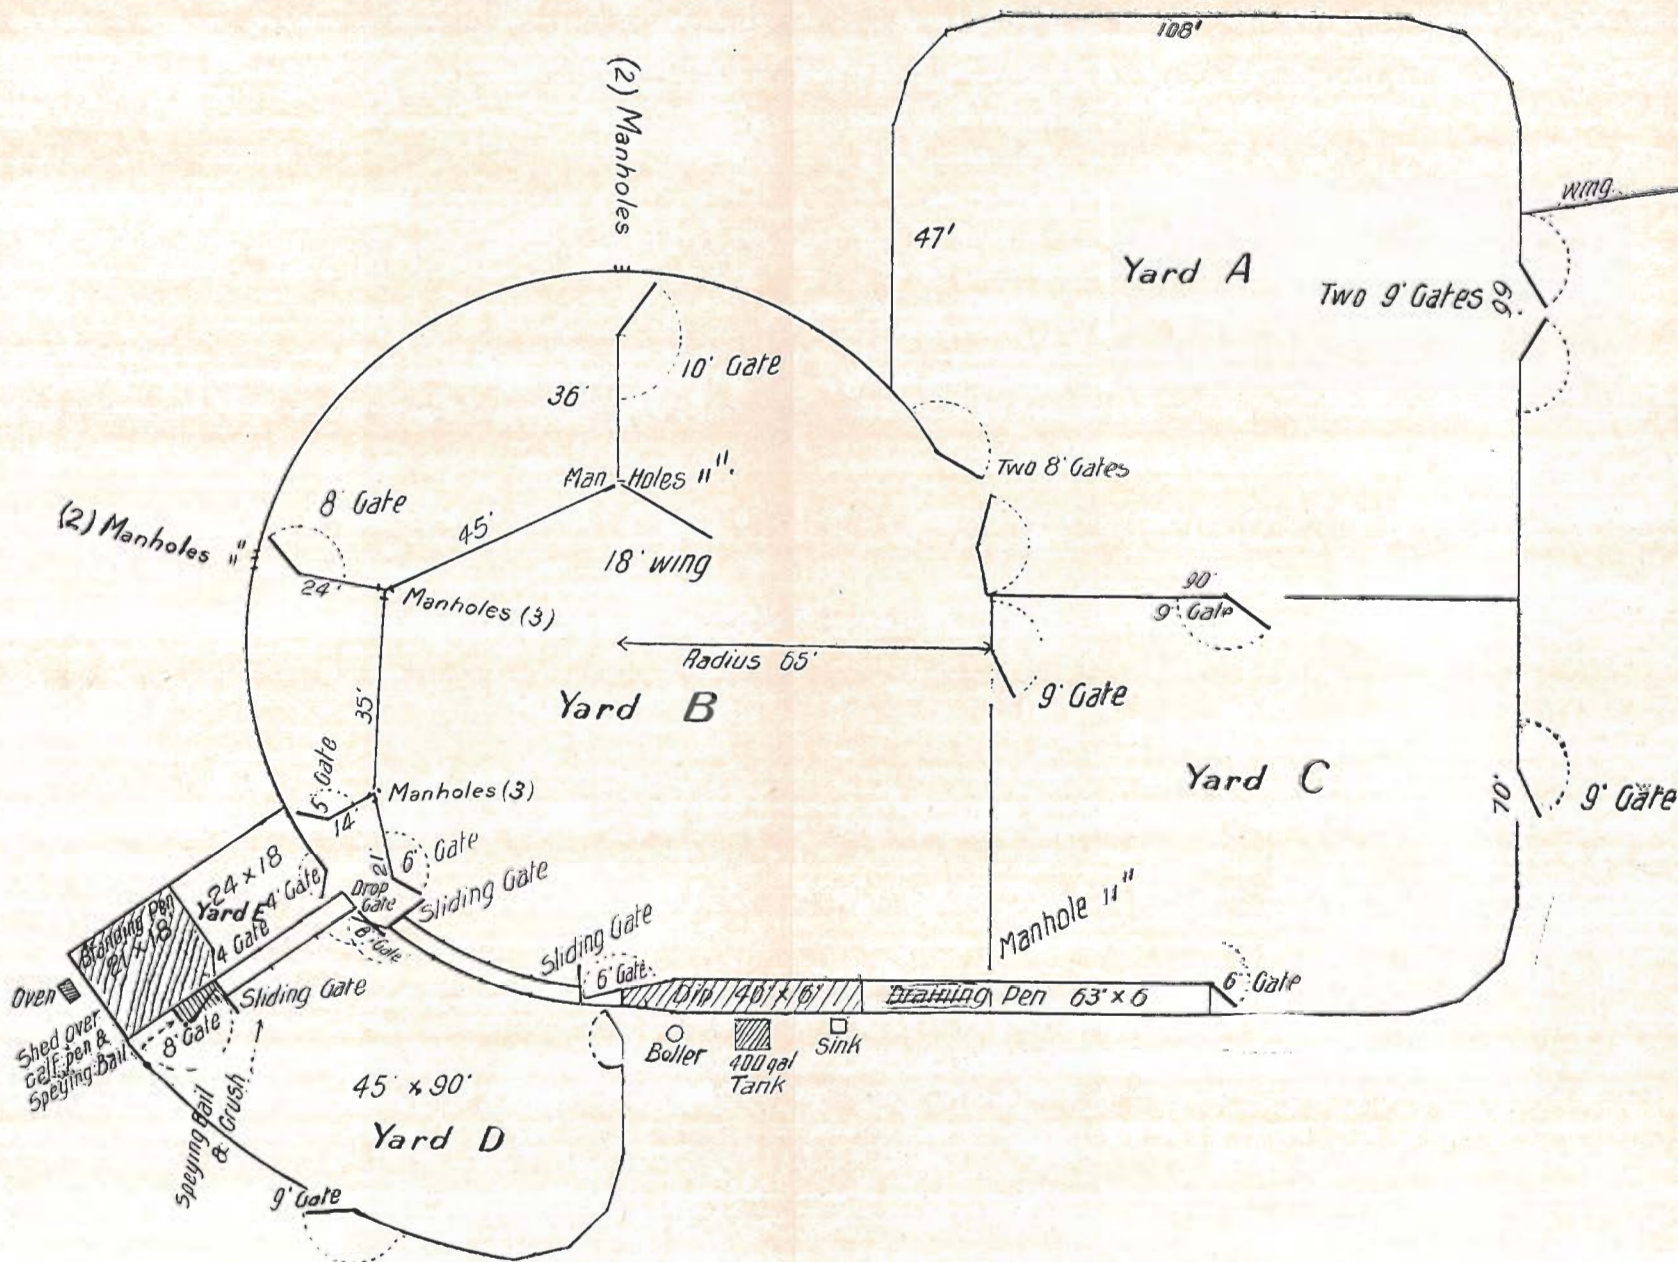 108'
(2) Manholes
wing
47'
Yard A
Two 9' Gates
66'
10' Gate
36'
Two 8' Gates
Man Holes "".
8' Gate
(2) Manholes ""
45'
18' wing
24'
Manholes (3)
90'
9' Gate
Radius 65'
9' Gate
35'
Yard B
Yard C
70'
9' Gate
5' Gate
Manholes (3)
14'
21'
6' Gate
24 x 18
Yard E
4' Gate
Drop
Gate
Sliding Gate
8' Gate
Branding Pen
21 x 18
4' Gate
Manhole ""
Sliding Gate
6' Gate
Dip 40' x 6'
Draining Pen 63' x 6
6' Gate
Oven
Sliding Gate
Shed over
calf pen &
Speying Bail
8' Gate
Boiler
400 gal
Tank
Sink
45' x 90'
Yard D
Speying Bail
& Crush
9' Gate